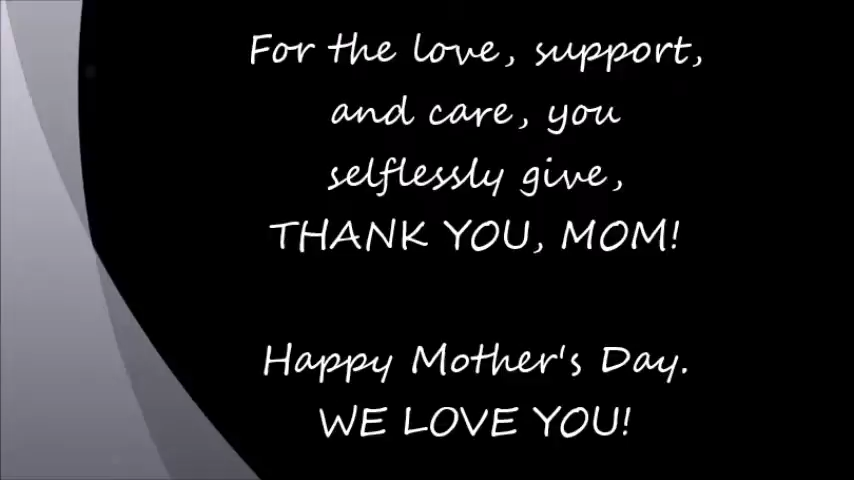 For the love, support,
and care, you
selflessly give,
THANK YOU, MOM!
Happy Mother's Day.
WE LOVE YOU!